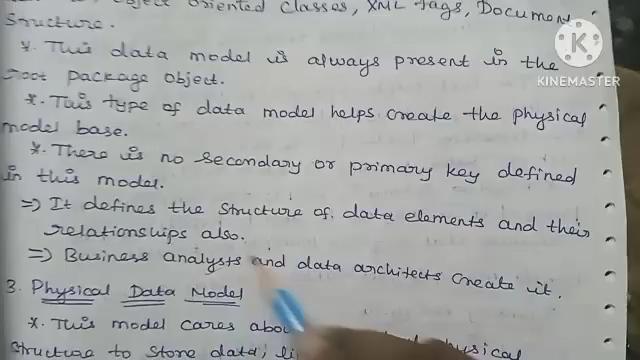 object oriented classes, XML tags, Document
Structure.
*. This data model is always present in the
root package object.
*. This type of data model helps create the physical
model base.
*. There is no secondary or primary key defined
in this model.
⇒ It defines the structure of data elements and their
relationships also.
⇒ Business analysts and data architects create it.
3. Physical Data Model
*. This model cares physical
structure to store data,
K
KINEMASTER